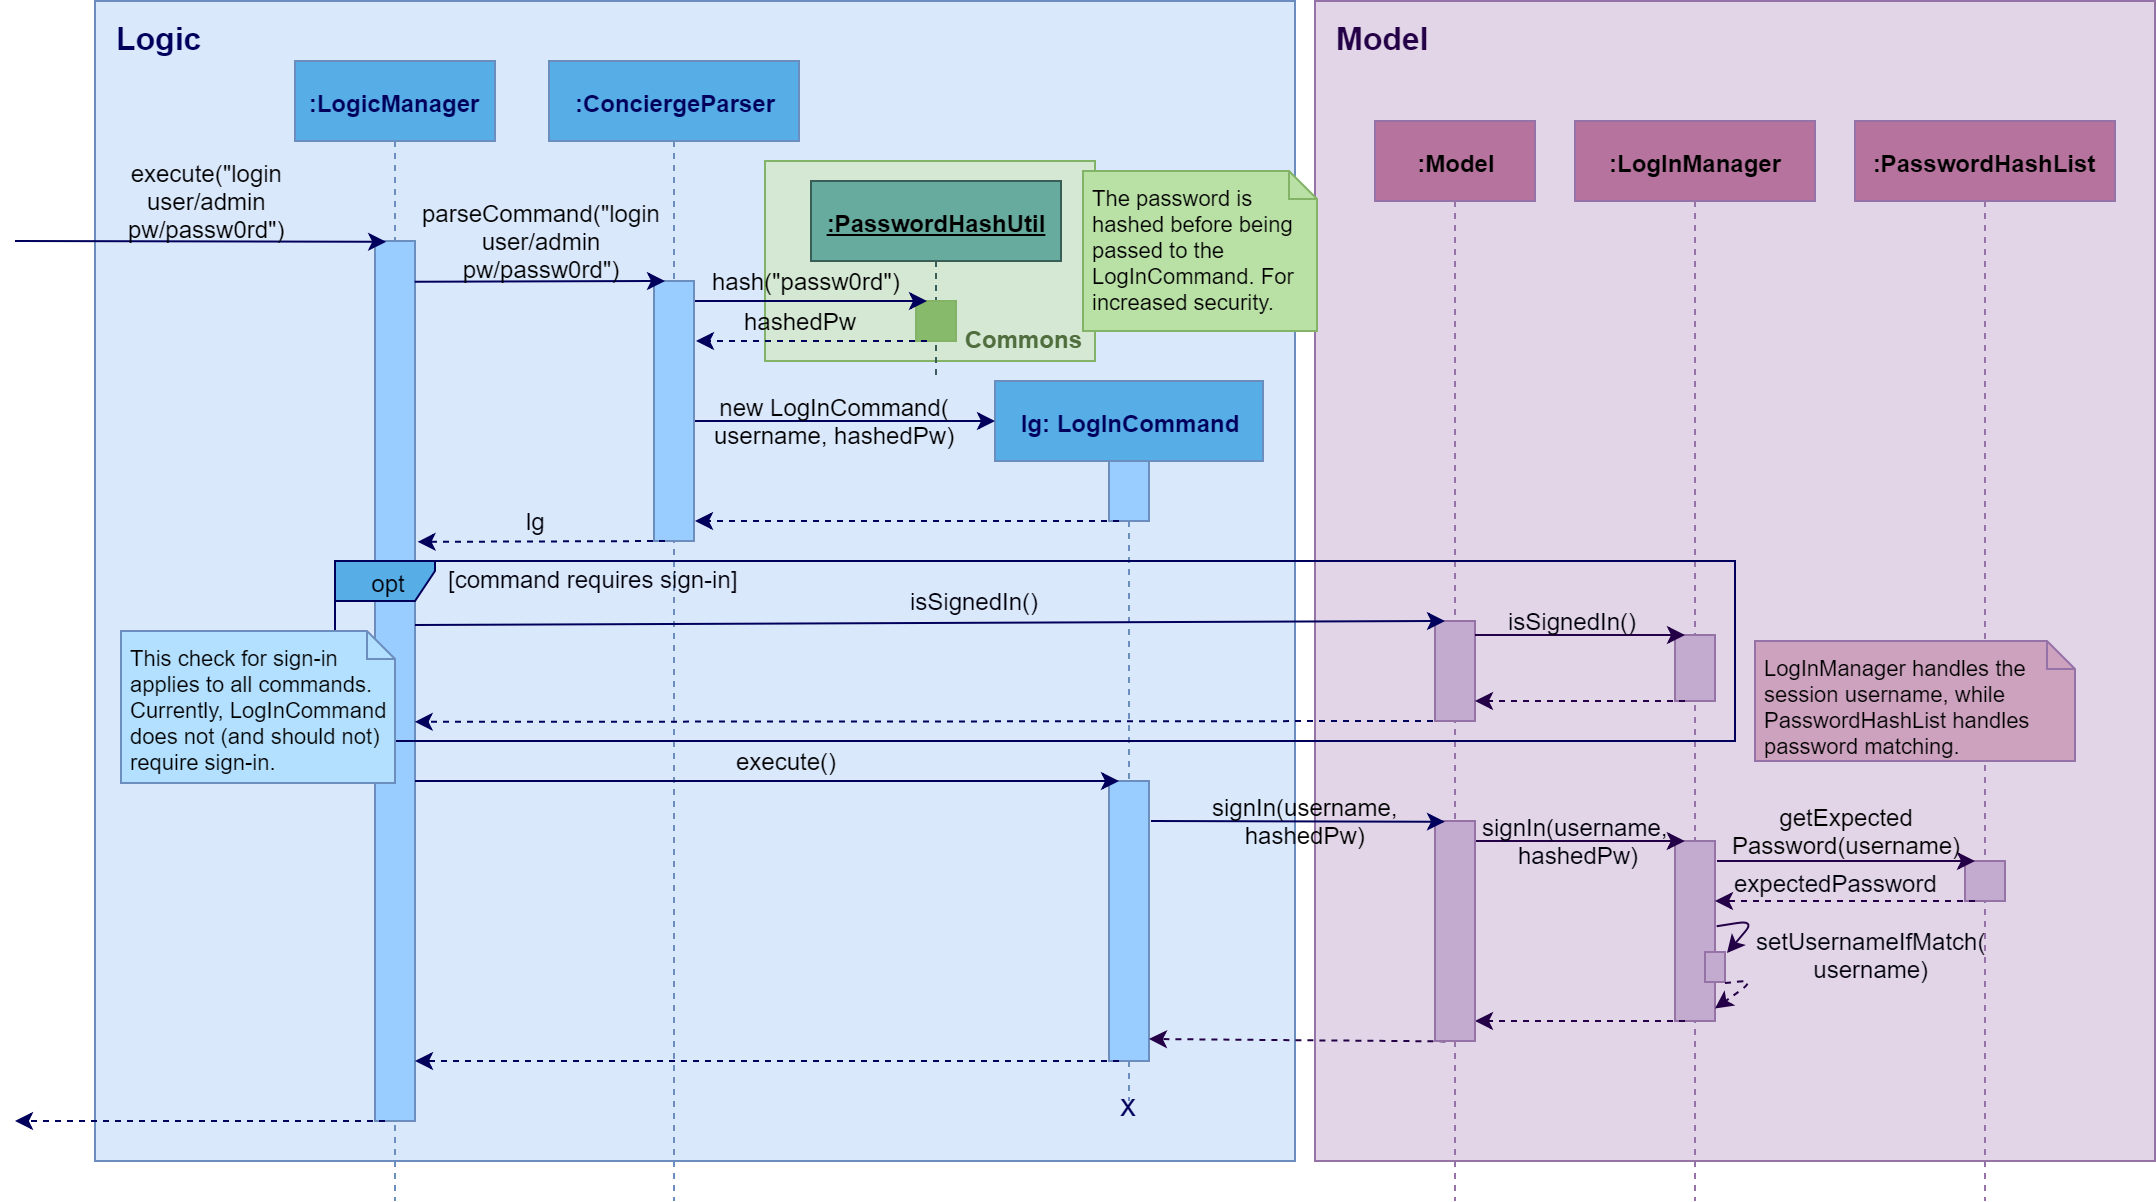 Logic
Model
:LogicManager
:ConciergeParser
:Model
:LogInManager
:PasswordHashList
execute("login
user/admin
pw/passw0rd")
parseCommand("login
user/admin
pw/passw0rd")
:PasswordHashUtil
The password is
hashed before being
passed to the
LogInCommand. For
increased security.
hash("passw0rd")
hashedPw
Commons
new LogInCommand(
username, hashedPw)
lg: LogInCommand
lg
opt
[command requires sign-in]
isSignedIn()
isSignedIn()
This check for sign-in
applies to all commands.
Currently, LogInCommand
does not (and should not)
require sign-in.
LogInManager handles the
session username, while
PasswordHashList handles
password matching.
execute()
signIn(username,
hashedPw)
signIn(username,
hashedPw)
getExpected
Password(username)
expectedPassword
setUsernameIfMatch(
username)
X